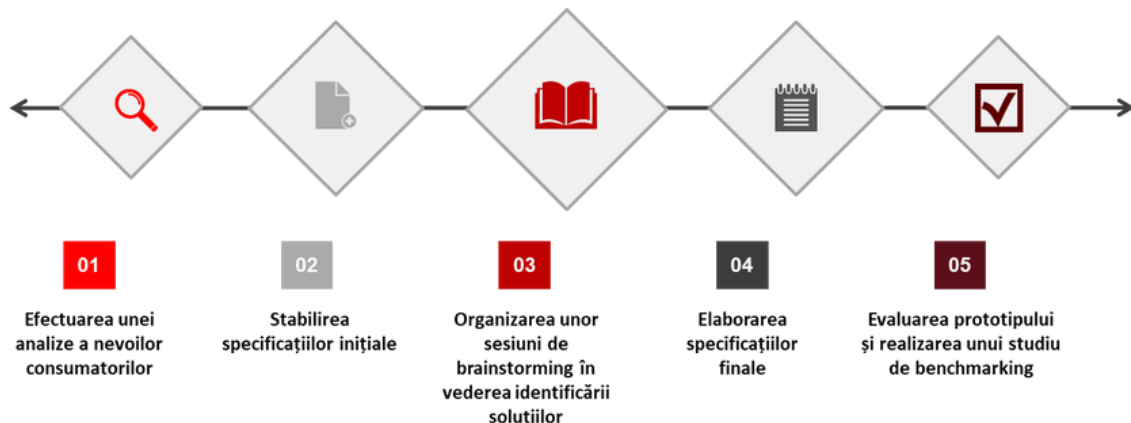 01
Efectuarea unei
analize a nevoilor
consumatorilor
02
Stabilirea
specificațiilor inițiale
03
Organizarea unor
sesiuni de
brainstorming în
vederea identificării
soluțiilor
04
Elaborarea
specificațiilor
finale
05
Evaluarea prototipului
și realizarea unui studiu
de benchmarking